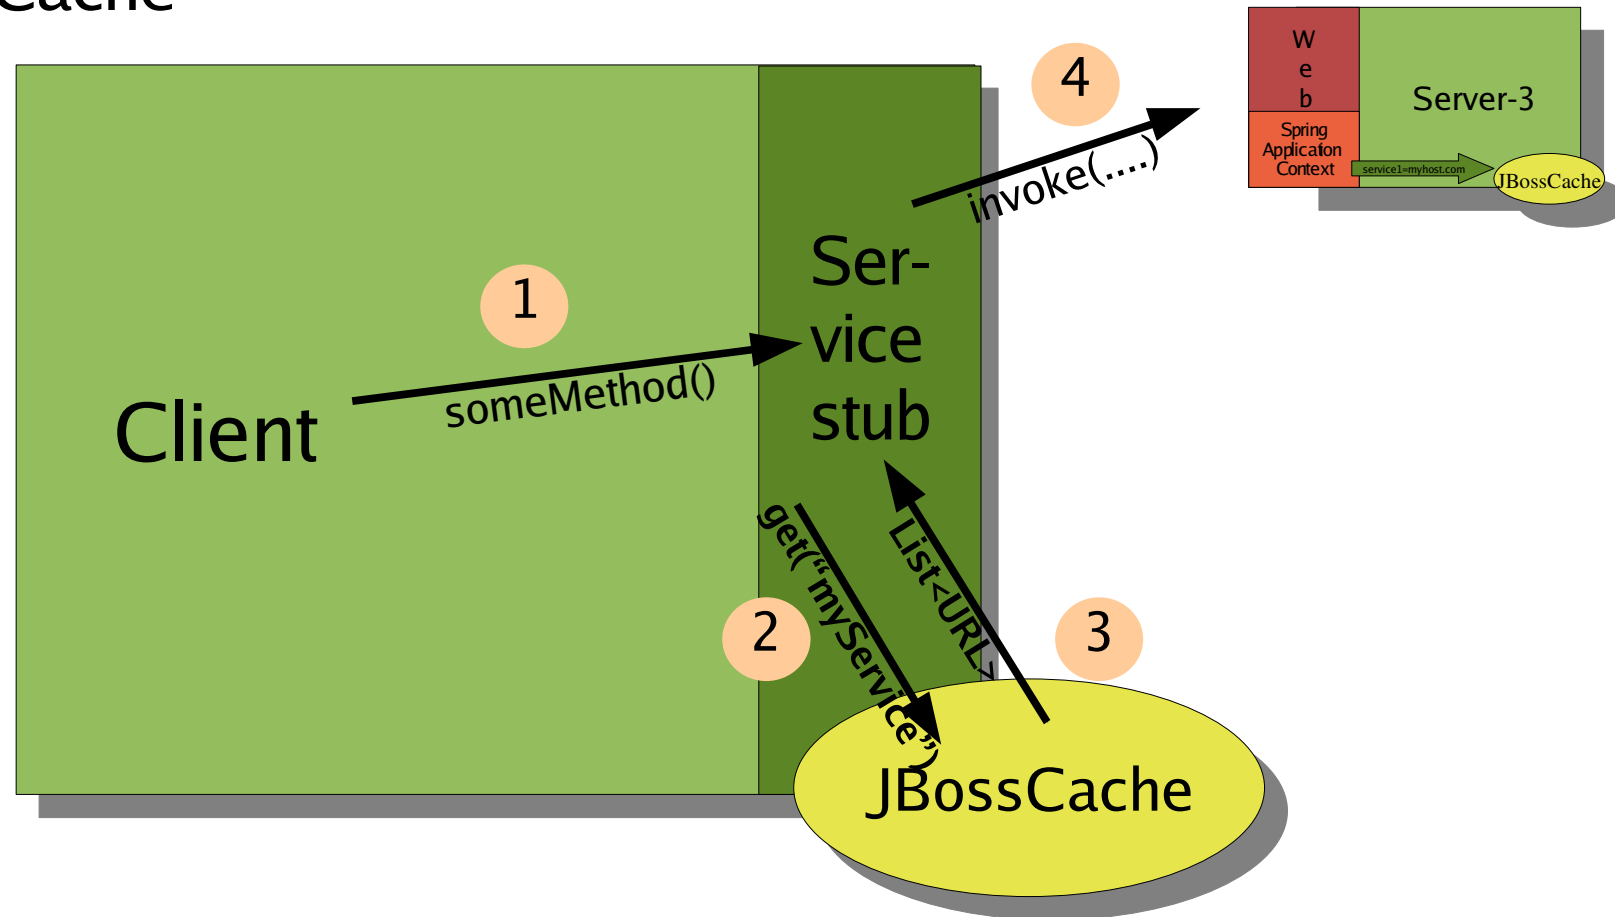 Cache
W
e
b
Server-3
Spring
Application
Context
service1=myhost.com
JBossCache
4
invoke(....)
Ser-
vice
stub
1
someMethod()
Client
get(“myService”)
List<URL>
2
3
JBossCache